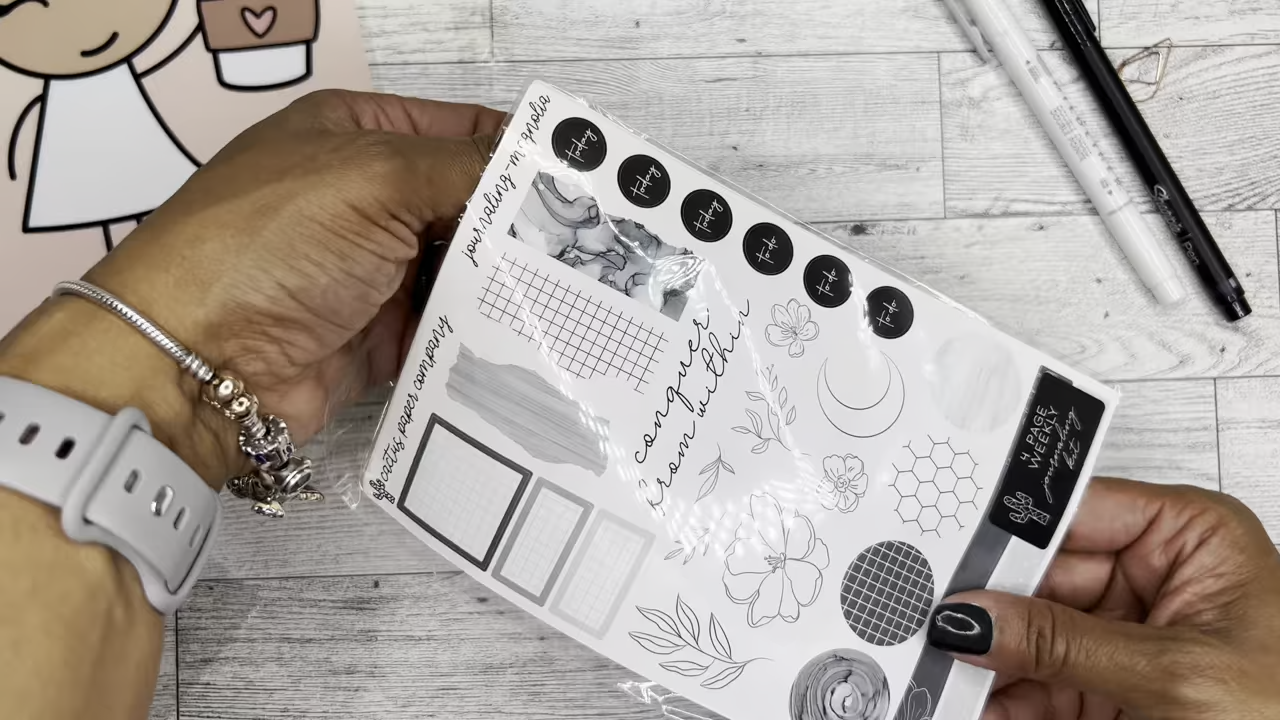 journaling-magnolia
today
today
today
to do
to do
to do
conquer
from within
cactus paper company
4 PAGE
WEEKLY
journaling
kit